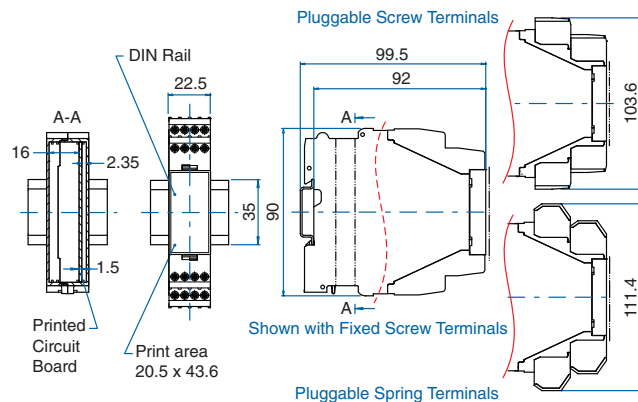 Pluggable Screw Terminals
DIN Rail
99.5
22.5
92
A-A
A
16
2.35
103.6
35
90
1.5
A
Shown with Fixed Screw Terminals
111.4
Printed
Circuit
Board
Print area
20.5 x 43.6
Pluggable Spring Terminals